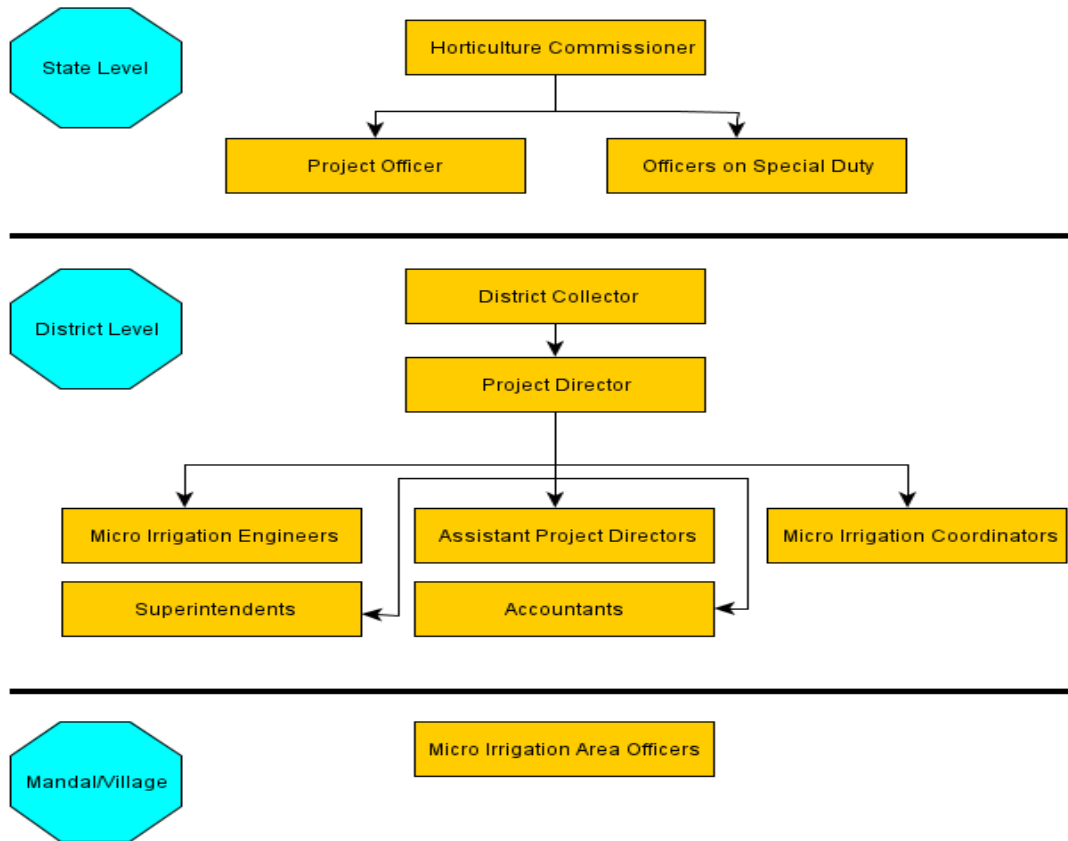 State Level
Horticulture Commissioner
Project Officer
Officers on Special Duty
District Level
District Collector
Project Director
Micro Irrigation Engineers
Assistant Project Directors
Micro Irrigation Coordinators
Superintendents
Accountants
Mandal/Village
Micro Irrigation Area Officers